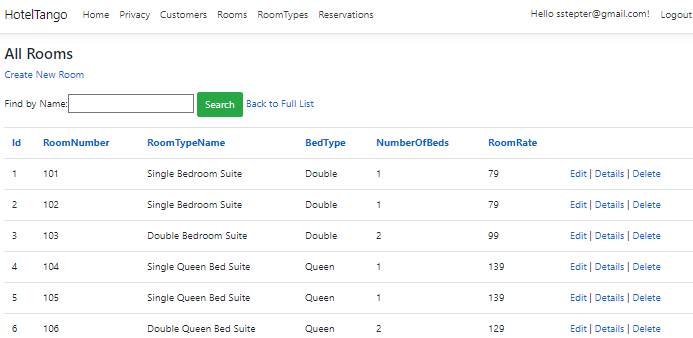 HotelTango Home Privacy Customers Rooms RoomTypes Reservations Hello sstepter@gmail.com! Logout
All Rooms
Create New Room
Find by Name: Search Back to Full List
Id RoomNumber RoomTypeName BedType NumberOfBeds RoomRate
1 101 Single Bedroom Suite Double 1 79 Edit | Details | Delete
2 102 Single Bedroom Suite Double 1 79 Edit | Details | Delete
3 103 Double Bedroom Suite Double 2 99 Edit | Details | Delete
4 104 Single Queen Bed Suite Queen 1 139 Edit | Details | Delete
5 105 Single Queen Bed Suite Queen 1 139 Edit | Details | Delete
6 106 Double Queen Bed Suite Queen 2 129 Edit | Details | Delete